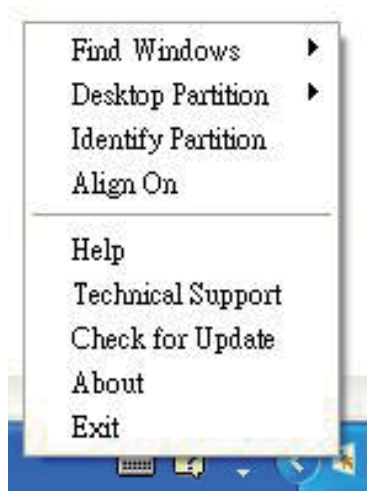 Find Windows
Desktop Partition
Identify Partition
Align On
Help
Technical Support
Check for Update
About
Exit